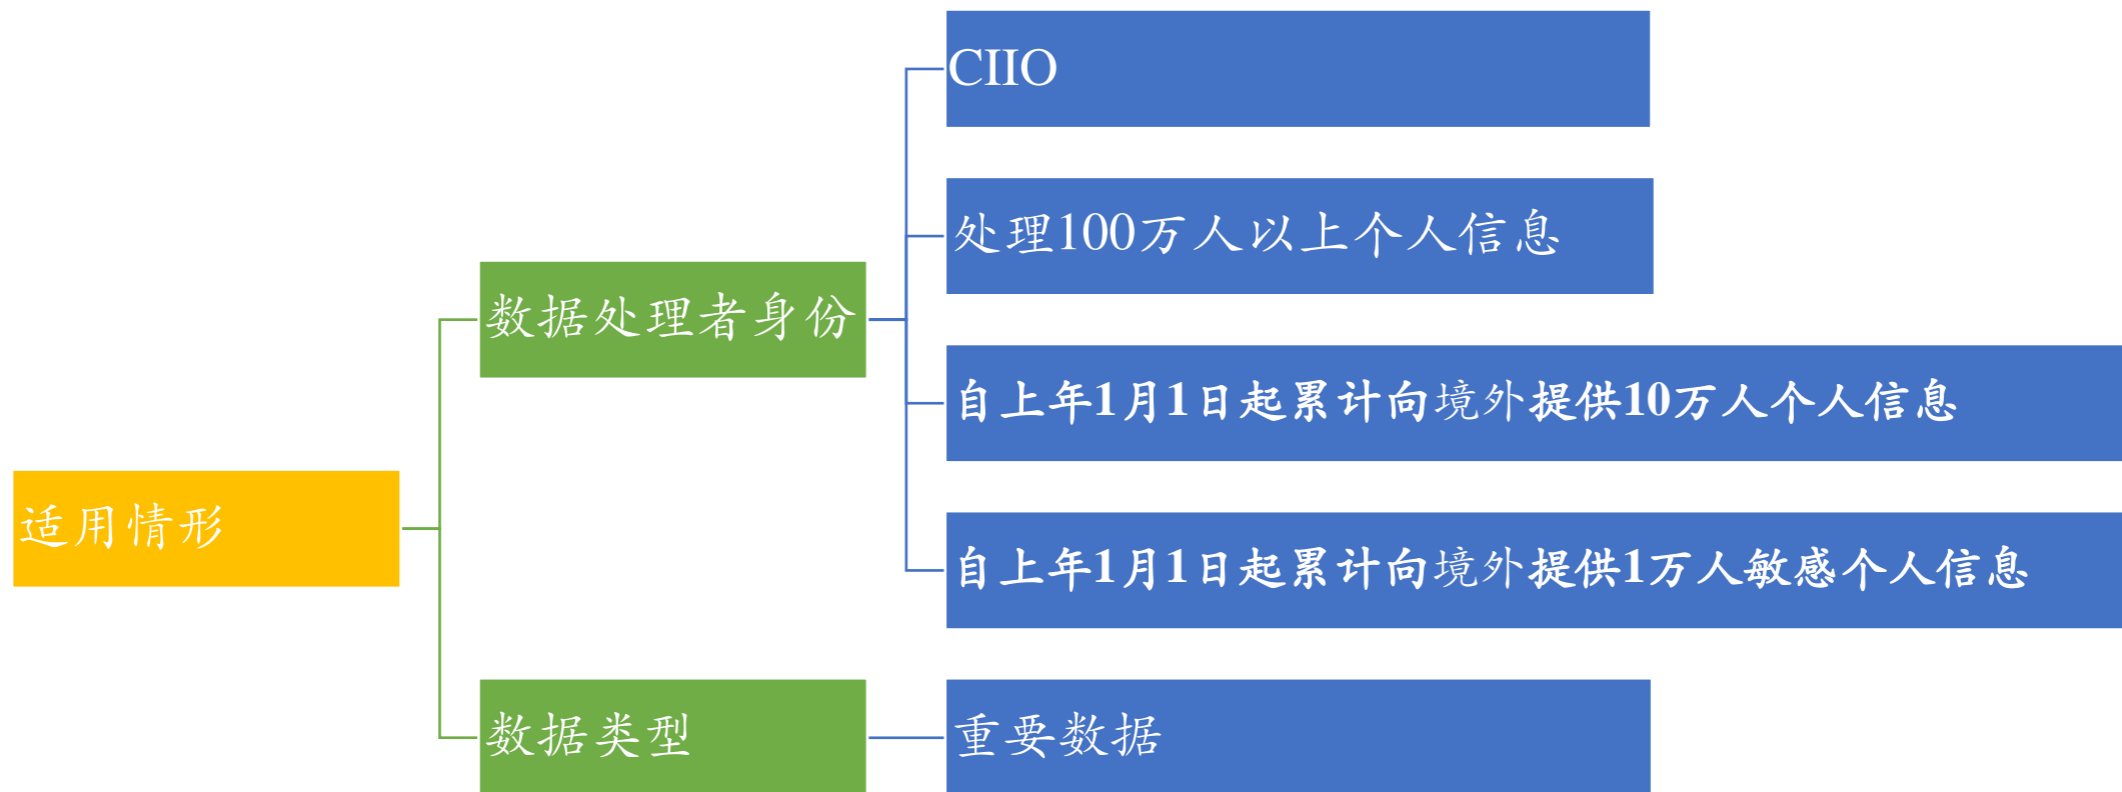 适用情形
数据处理者身份
CIIO
处理100万人以上个人信息
自上年1月1日起累计向境外提供10万人个人信息
自上年1月1日起累计向境外提供1万人敏感个人信息
数据类型
重要数据